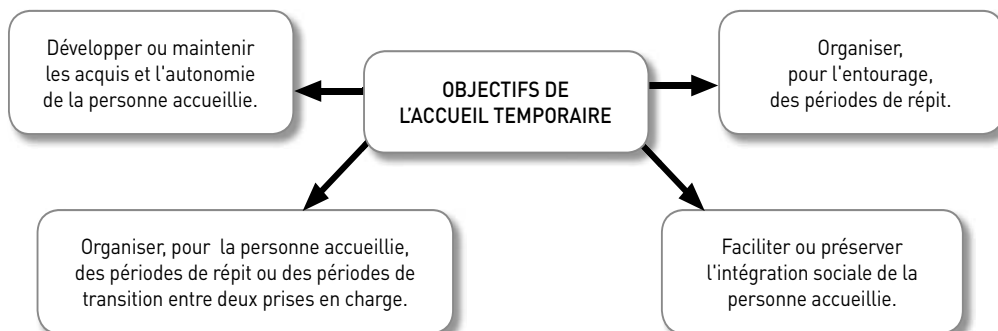 Développer ou maintenir
les acquis et l'autonomie
de la personne accueillie.
OBJECTIFS DE
L'ACCUEIL TEMPORAIRE
Organiser,
pour l'entourage,
des périodes de répit.
Organiser, pour la personne accueillie,
des périodes de répit ou des périodes de
transition entre deux prises en charge.
Faciliter ou préserver
l'intégration sociale de la
personne accueillie.